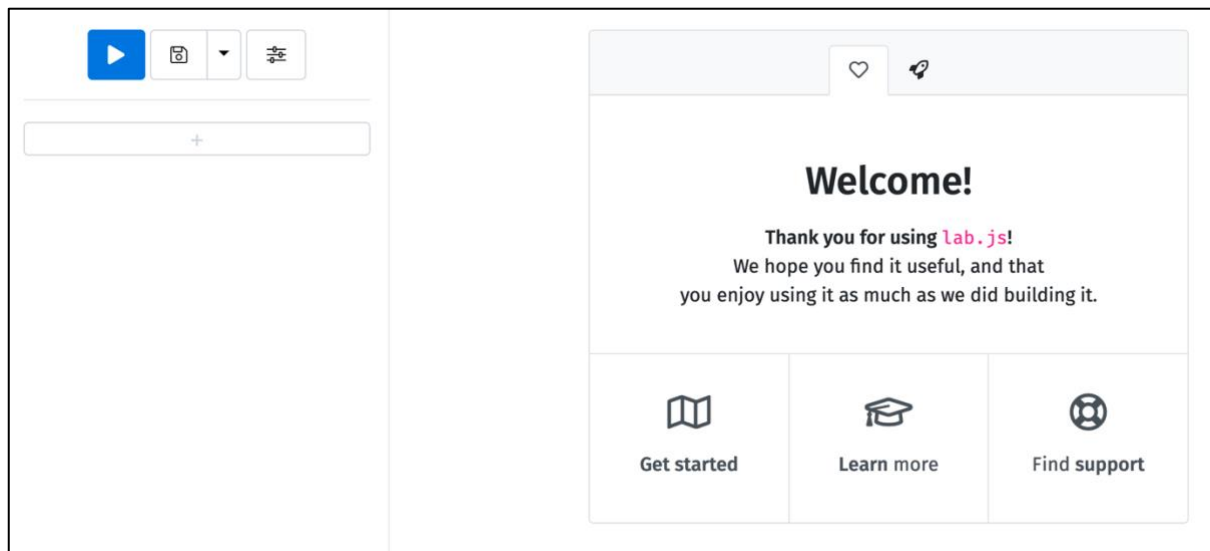 +
Welcome!
Thank you for using lab.js!
We hope you find it useful, and that
you enjoy using it as much as we did building it.
Get started
Learn more
Find support